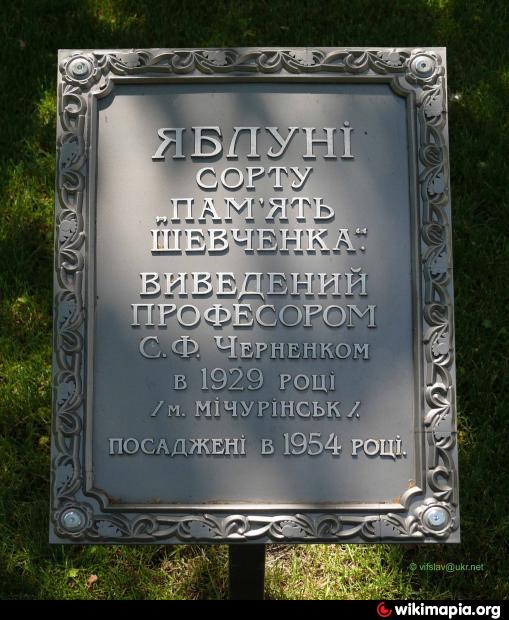 ЯБЛУНІ
СОРТУ
„ПАМ'ЯТЬ
ШЕВЧЕНКА“.
ВИВЕДЕНИЙ
ПРОФЕСОРОМ
С. Ф. ЧЕРНЕНКОМ
В 1929 РОЦІ
/М. МІЧУРІНСЬК/.
ПОСАДЖЕНІ В 1954 РОЦІ.
© vifslav@ukr.net
wikimapia.org